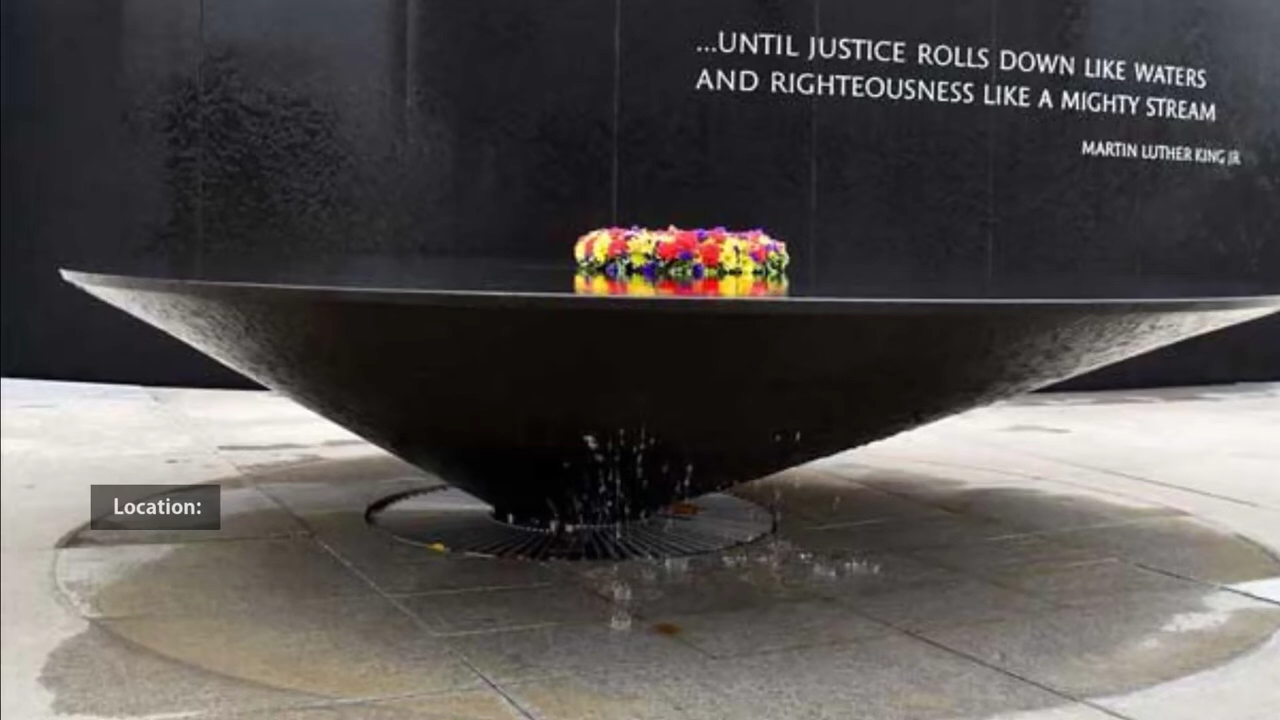 ...UNTIL JUSTICE ROLLS DOWN LIKE WATERS
AND RIGHTEOUSNESS LIKE A MIGHTY STREAM
MARTIN LUTHER KING JR
Location: